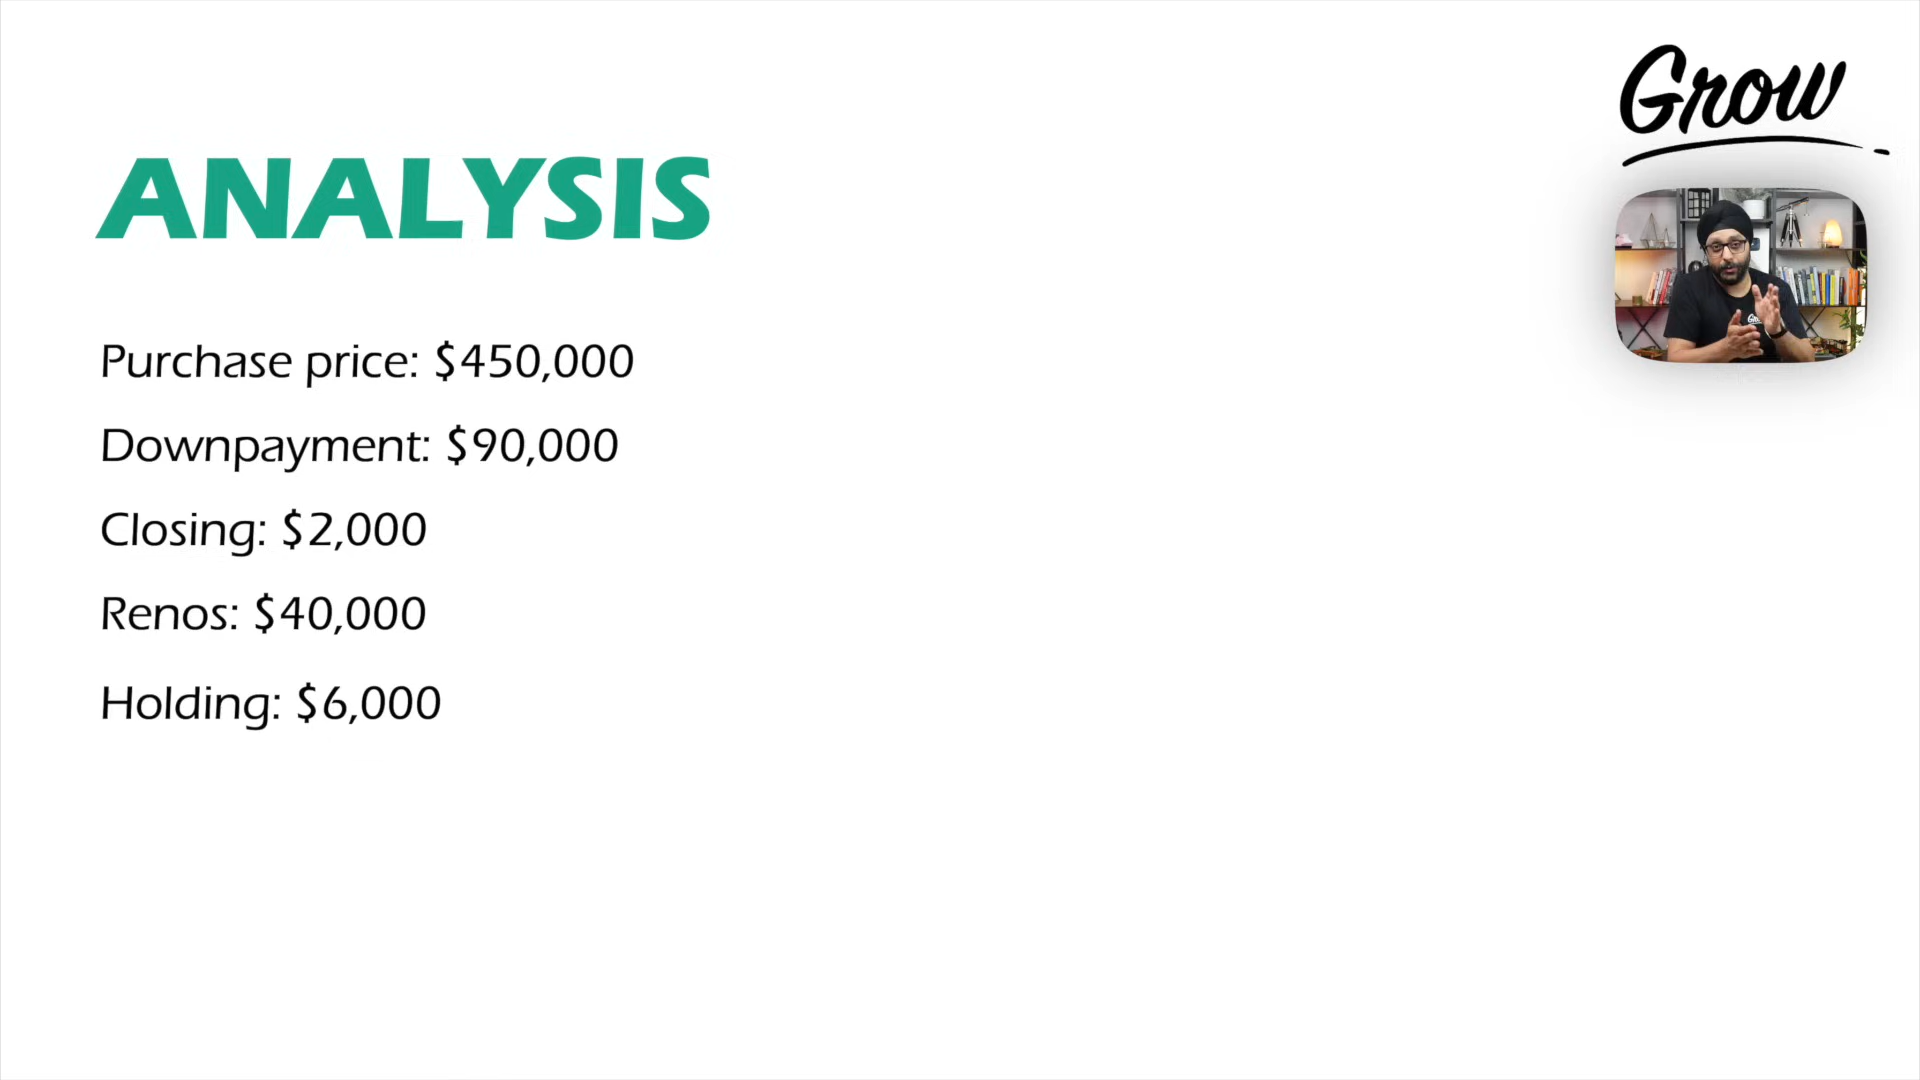 Grow
ANALYSIS
Purchase price: $450,000
Downpayment: $90,000
Closing: $2,000
Renos: $40,000
Holding: $6,000